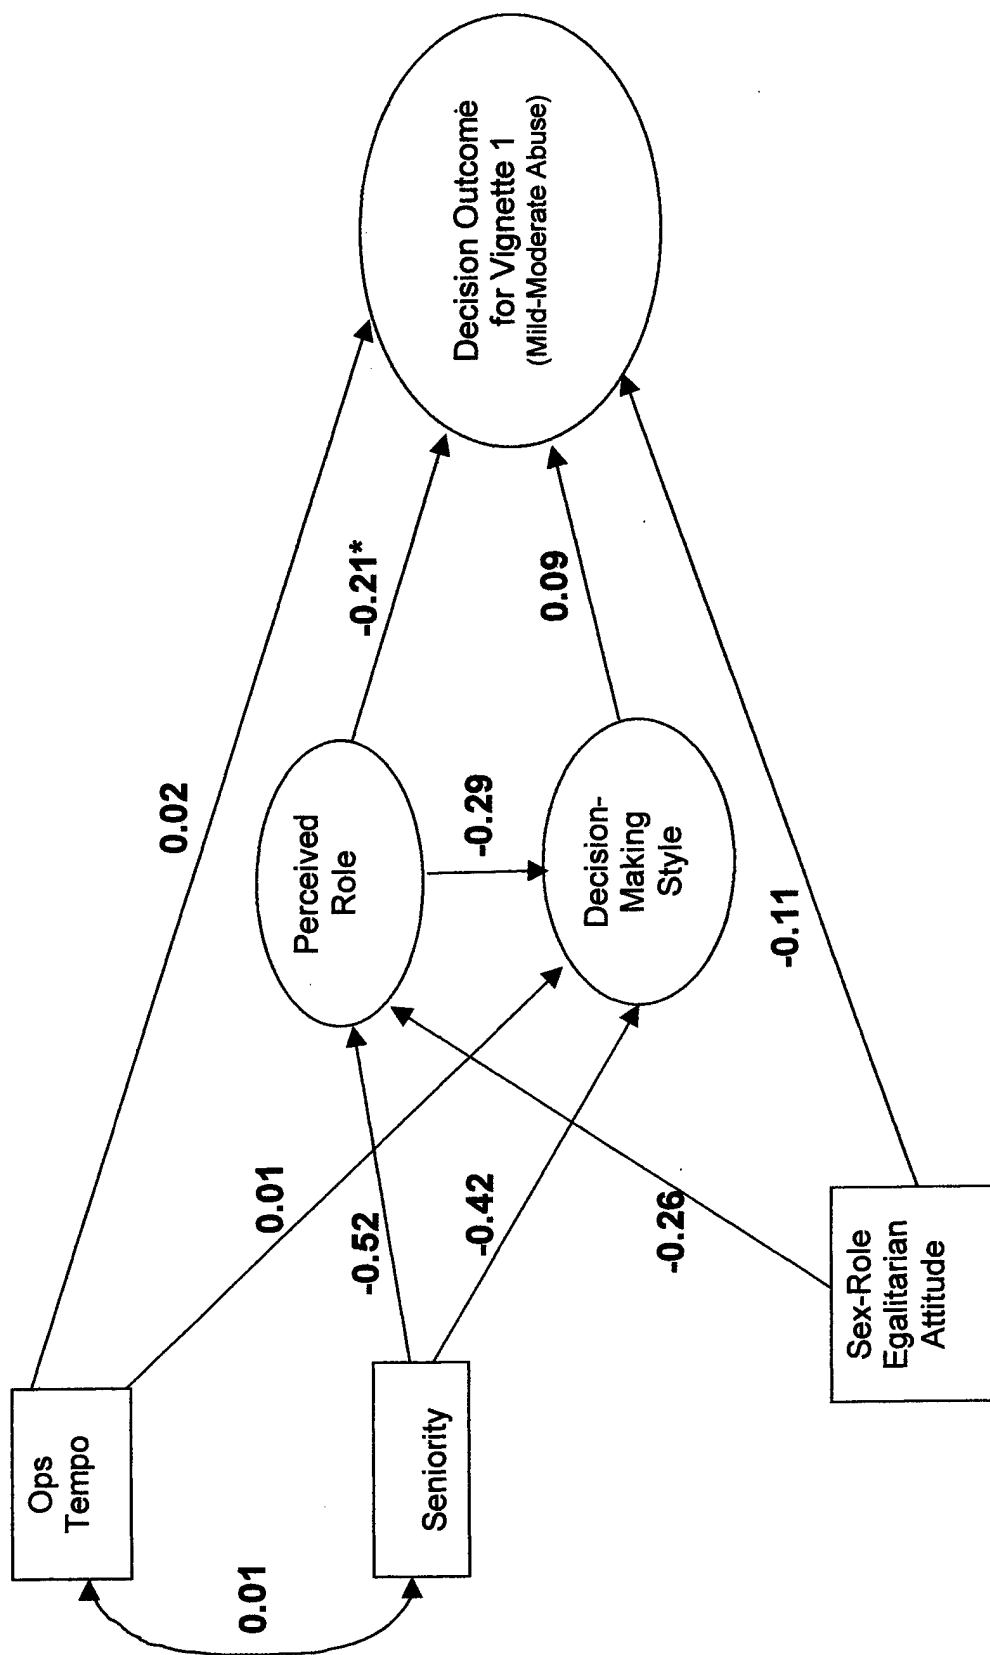 Ops
Tempo
0.01
Seniority
Sex-Role
Egalitarian
Attitude
0.02
0.01
-0.52
-0.42
-0.26
Perceived
Role
-0.29
Decision-
Making
Style
-0.21*
0.09
-0.11
Decision Outcome
for Vignette 1
(Mild-Moderate Abuse)